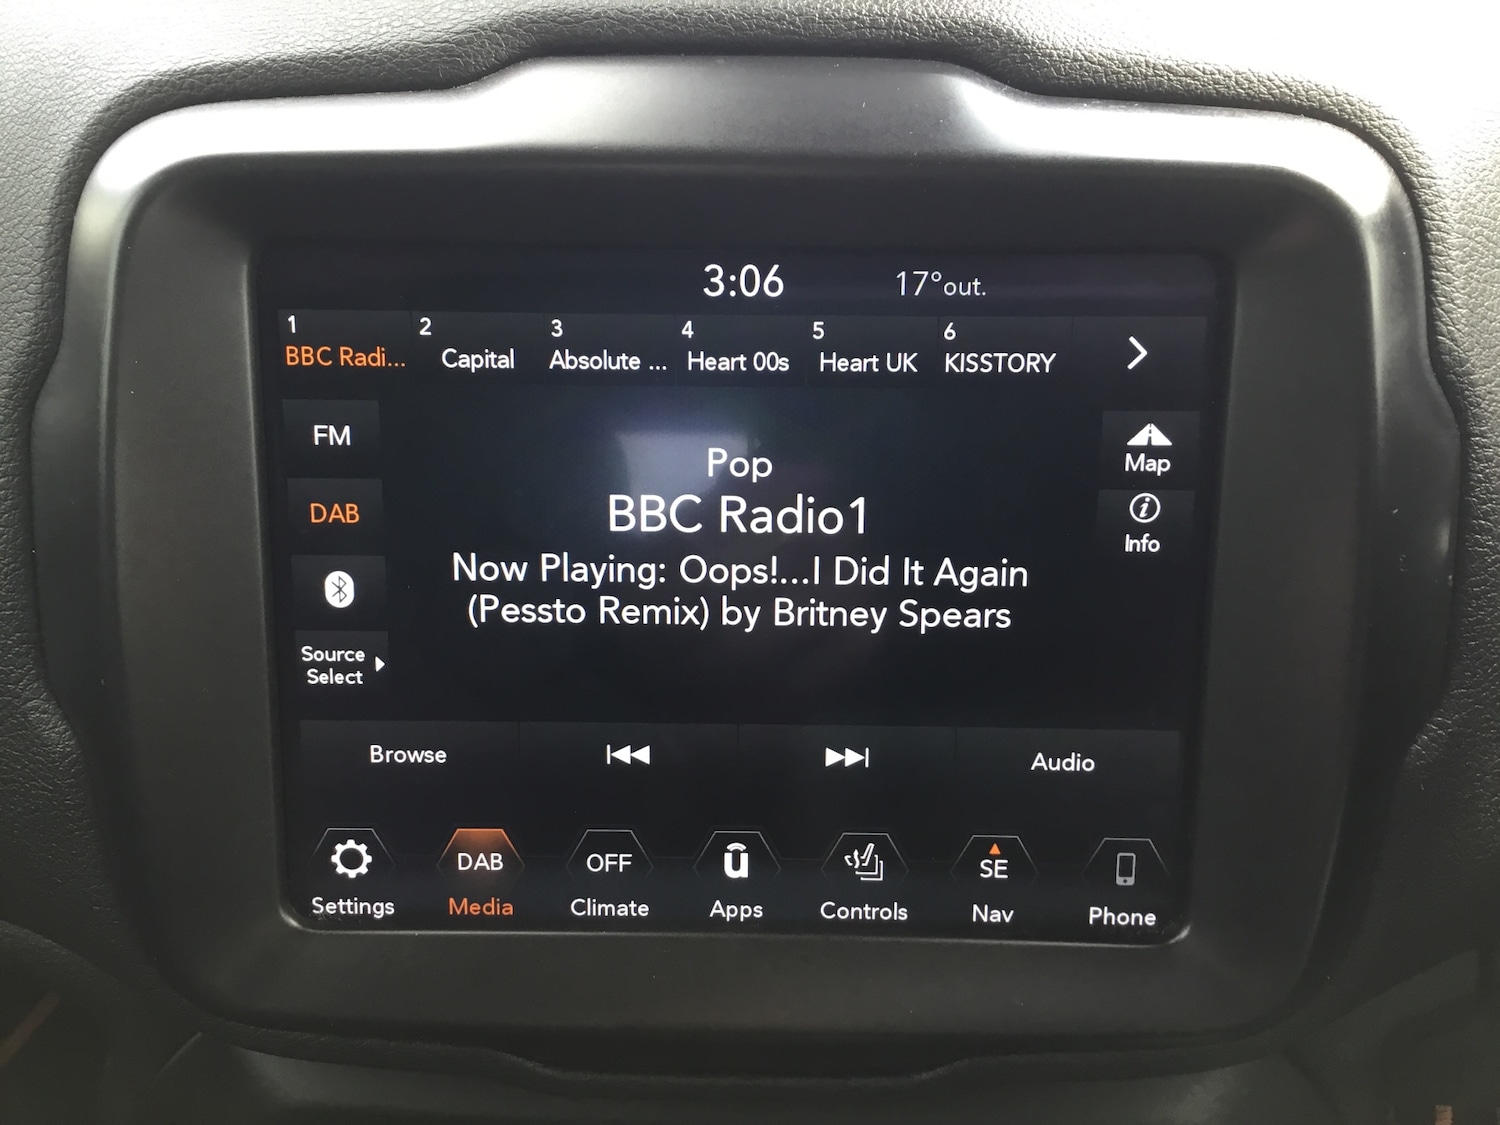 3:06 17°out.
1 2 3 4 5 6
BBC Radi... Capital Absolute ... Heart 00s Heart UK KISSTORY
FM
DAB
Source
Select
Pop
BBC Radio1
Now Playing: Oops!...I Did It Again
(Pessto Remix) by Britney Spears
Map
i
Info
Browse Audio
DAB OFF ū SE
Settings Media Climate Apps Controls Nav Phone